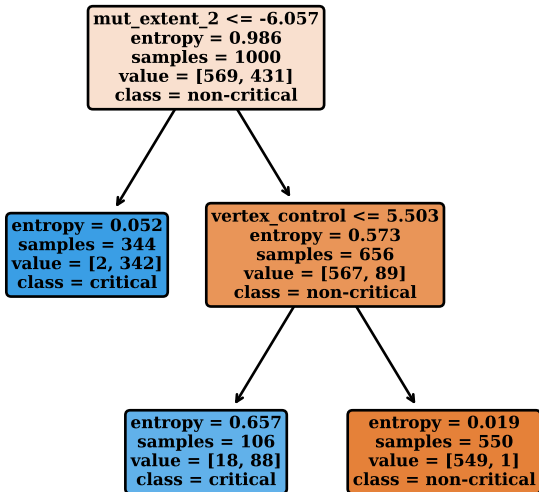 mut_extent_2 <= -6.057
entropy = 0.986
samples = 1000
value = [569, 431]
class = non-critical
entropy = 0.052
samples = 344
value = [2, 342]
class = critical
vertex_control <= 5.503
entropy = 0.573
samples = 656
value = [567, 89]
class = non-critical
entropy = 0.657
samples = 106
value = [18, 88]
class = critical
entropy = 0.019
samples = 550
value = [549, 1]
class = non-critical